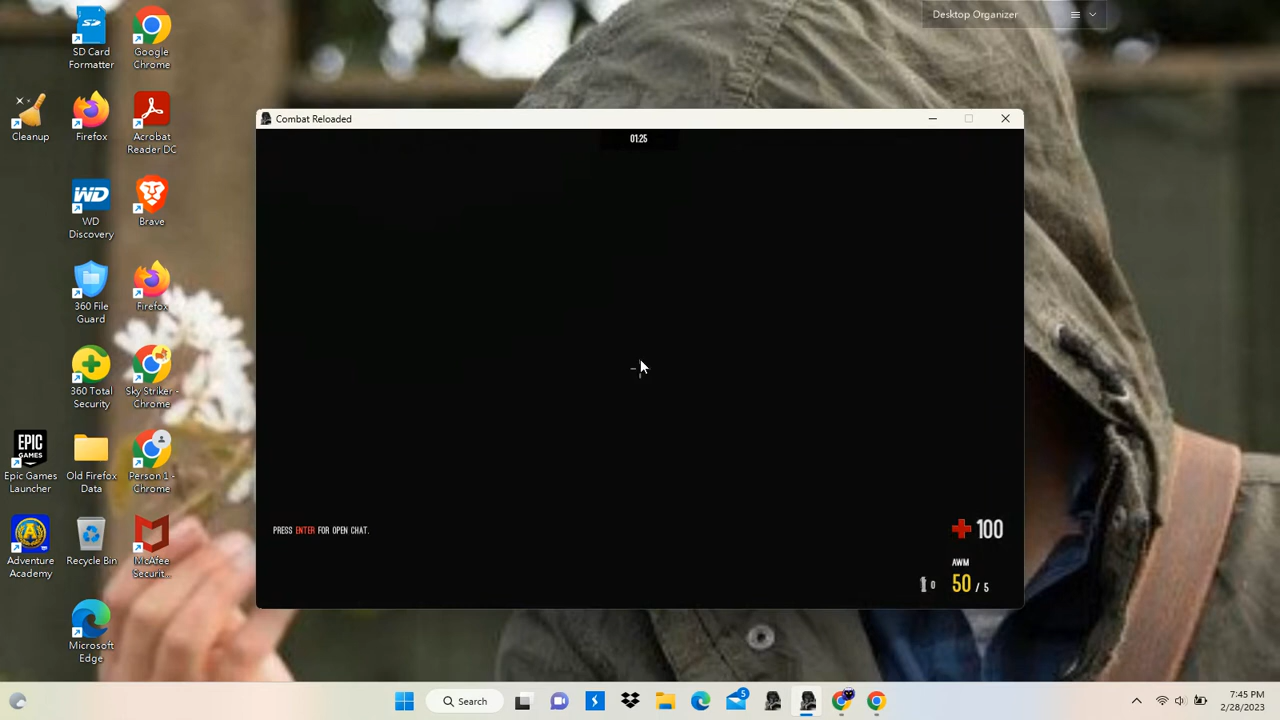 Desktop Organizer
SD Card
Formatter
Google
Chrome
Cleanup
Firefox
Acrobat
Reader DC
WD
WD
Discovery
Brave
360 File
Guard
Firefox
360 Total
Security
Sky Striker -
Chrome
EPIC
GAMES
Epic Games
Launcher
Old Firefox
Data
Person 1 -
Chrome
Adventure
Academy
Recycle Bin
McAfee
Securit...
Microsoft
Edge
Combat Reloaded
01:25
PRESS ENTER FOR OPEN CHAT.
100
AWM
0
50 / 5
Search
5
7:45 PM
2/28/2023